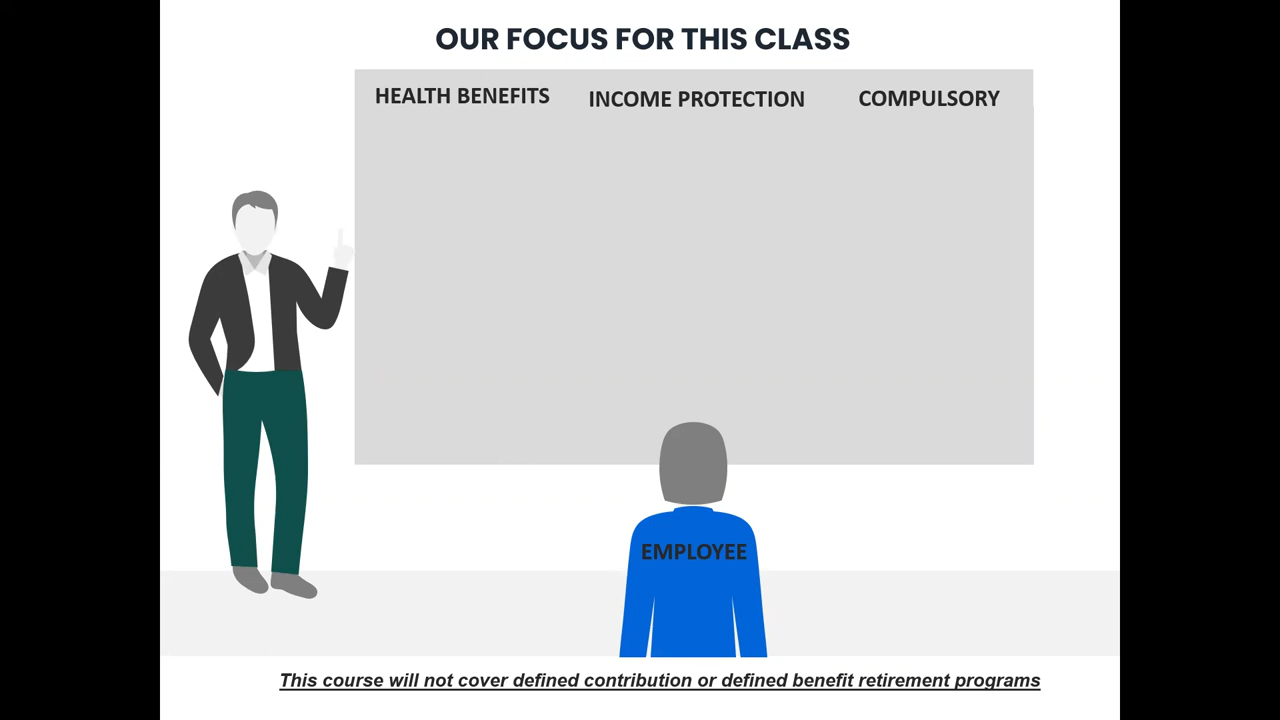 OUR FOCUS FOR THIS CLASS
HEALTH BENEFITS
INCOME PROTECTION
COMPULSORY
EMPLOYEE
This course will not cover defined contribution or defined benefit retirement programs